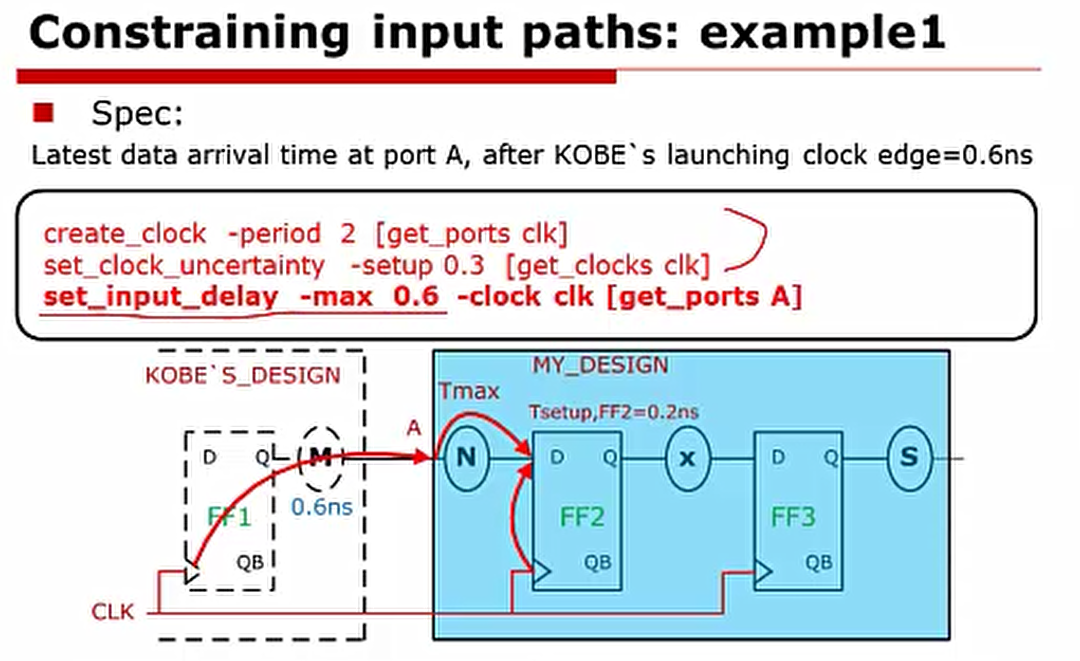 Constraining input paths: example1
Spec:
Latest data arrival time at port A, after KOBE`s launching clock edge=0.6ns
create_clock -period 2 [get_ports clk]
set_clock_uncertainty -setup 0.3 [get_clocks clk]
set_input_delay -max 0.6 -clock clk [get_ports A]
KOBE`S_DESIGN
MY_DESIGN
Tmax
Tsetup,FF2=0.2ns
A
D Q M N D Q x D Q S
0.6ns
FF1 FF2 FF3
QB QB QB
CLK